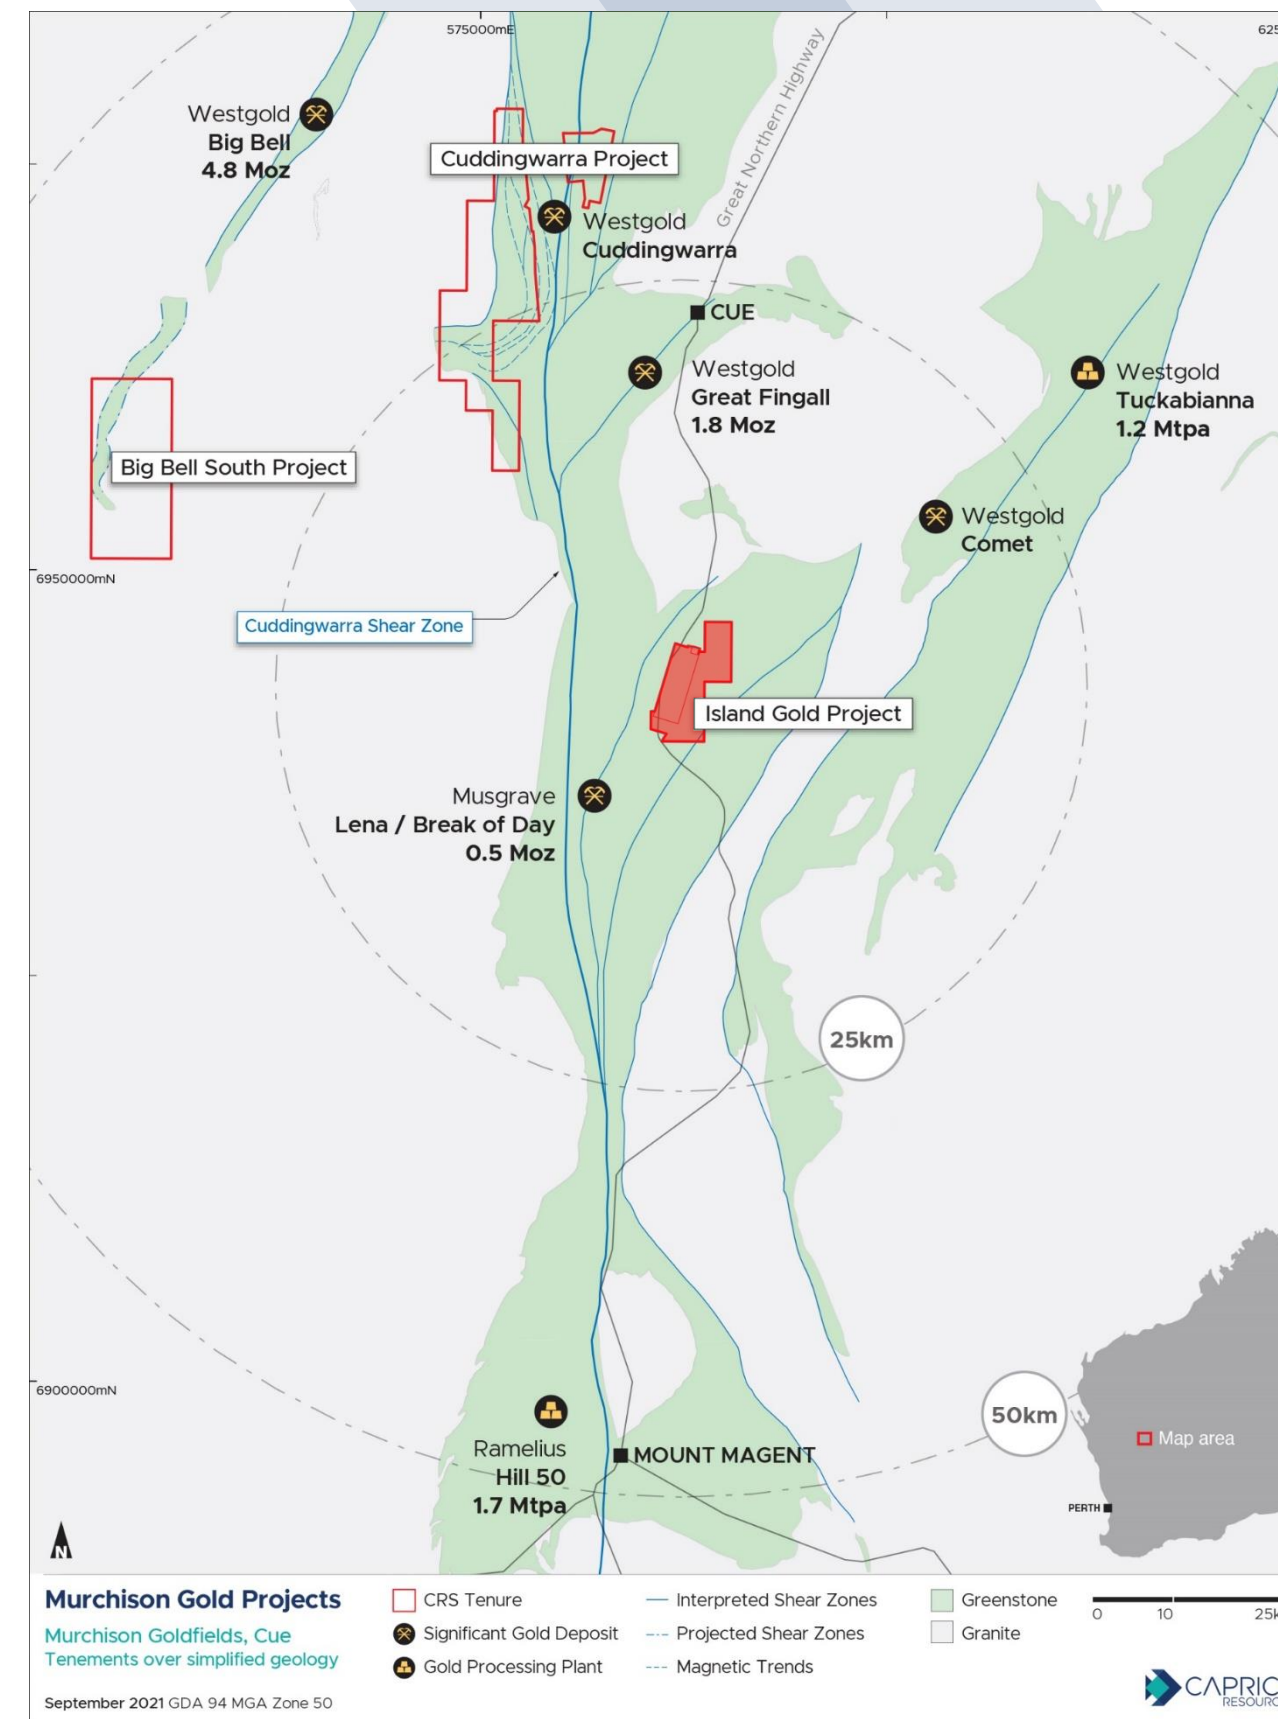 575000mE
625
Great Northern Highway
Westgold
Big Bell
4.8 Moz
Cuddingwarra Project
Westgold
Cuddingwarra
CUE
Westgold
Great Fingall
1.8 Moz
Westgold
Tuckabianna
1.2 Mtpa
Big Bell South Project
Westgold
Comet
6950000mN
Cuddingwarra Shear Zone
Island Gold Project
Musgrave
Lena / Break of Day
0.5 Moz
25km
6900000mN
50km
Ramelius
Hill 50
1.7 Mtpa
MOUNT MAGENT
Map area
PERTH
N
Murchison Gold Projects
Murchison Goldfields, Cue
Tenements over simplified geology
September 2021 GDA 94 MGA Zone 50
CRS Tenure
Significant Gold Deposit
Gold Processing Plant
Interpreted Shear Zones
Projected Shear Zones
Magnetic Trends
Greenstone
Granite
0 10 25k
CAPRIC
RESOURC